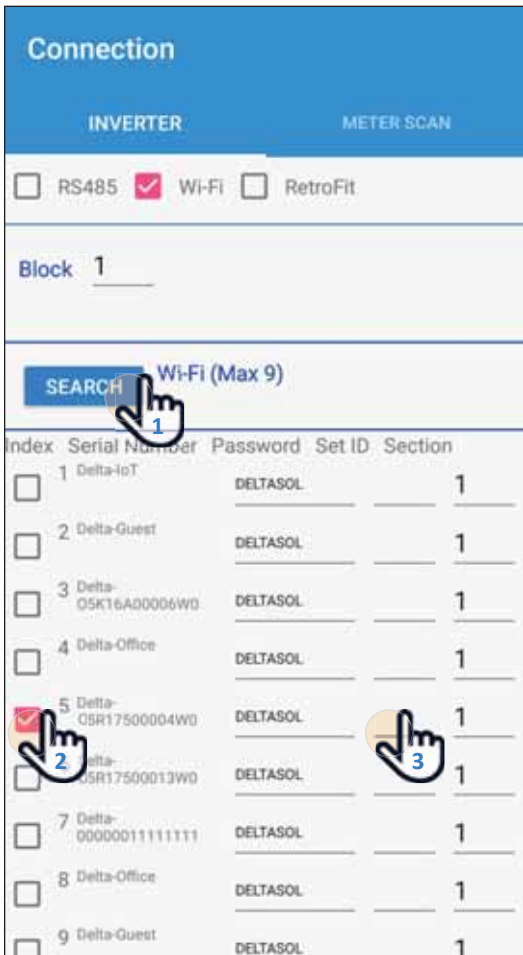 Connection
INVERTER METER SCAN
RS485 Wi-Fi RetroFit
Block 1
SEARCH Wi-Fi (Max 9)
1
Index Serial Number Password Set ID Section
1 Delta-IoT DELTASOL 1
2 Delta-Guest DELTASOL 1
3 Delta-
O5K16A00006W0 DELTASOL 1
4 Delta-Office DELTASOL 1
5 Delta-
O5R17500004W0 DELTASOL 1
2 3
Delta-
O5R17500013W0 DELTASOL 1
7 Delta-
00000011111111 DELTASOL 1
8 Delta-Office DELTASOL 1
9 Delta-Guest DELTASOL 1